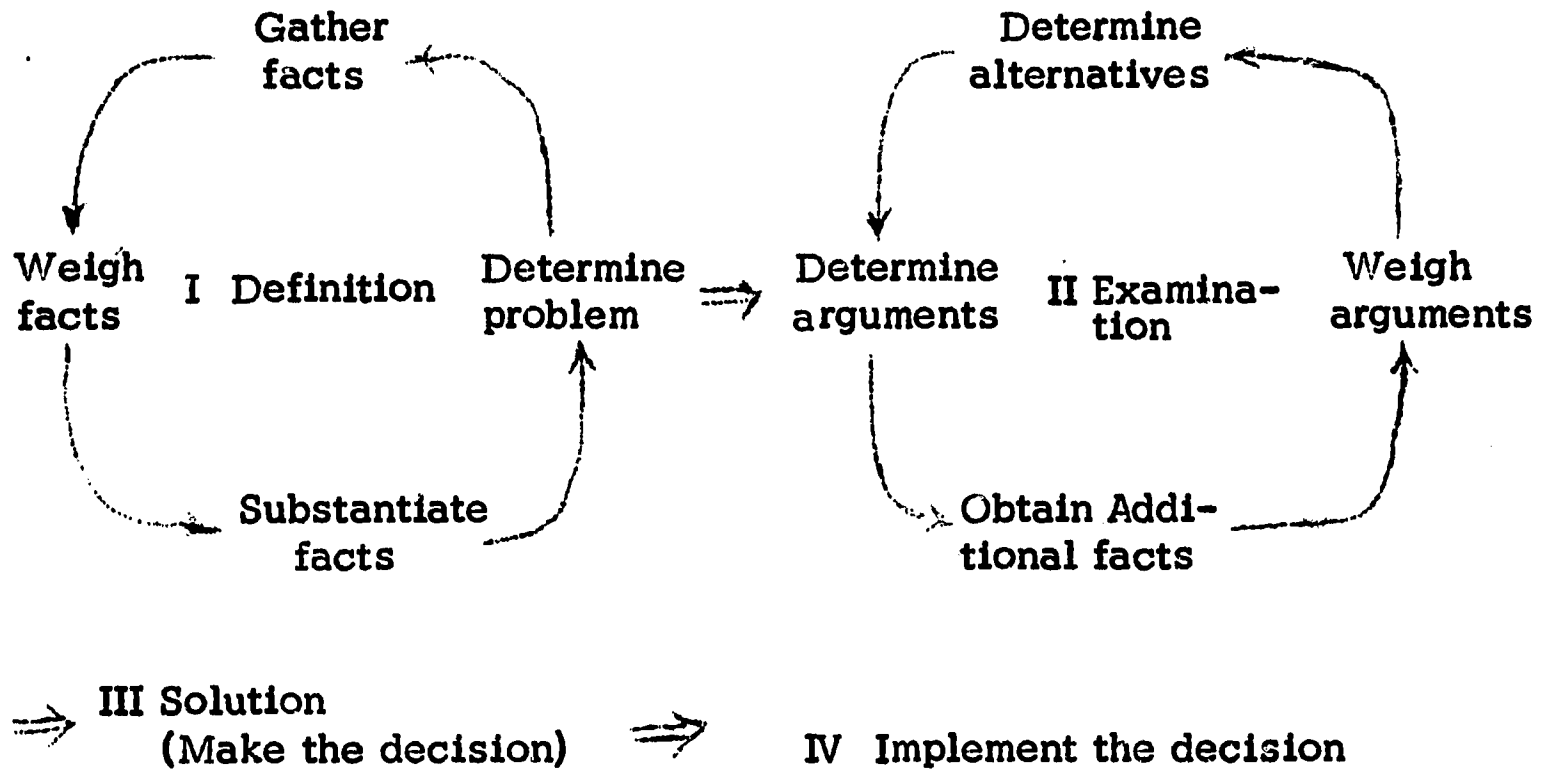 Gather
facts
Weigh
facts
I Definition
Determine
problem
Substantiate
facts
Determine
alternatives
Determine
arguments
II Examina-
tion
Weigh
arguments
Obtain Addi-
tional facts
III Solution
(Make the decision)
IV Implement the decision